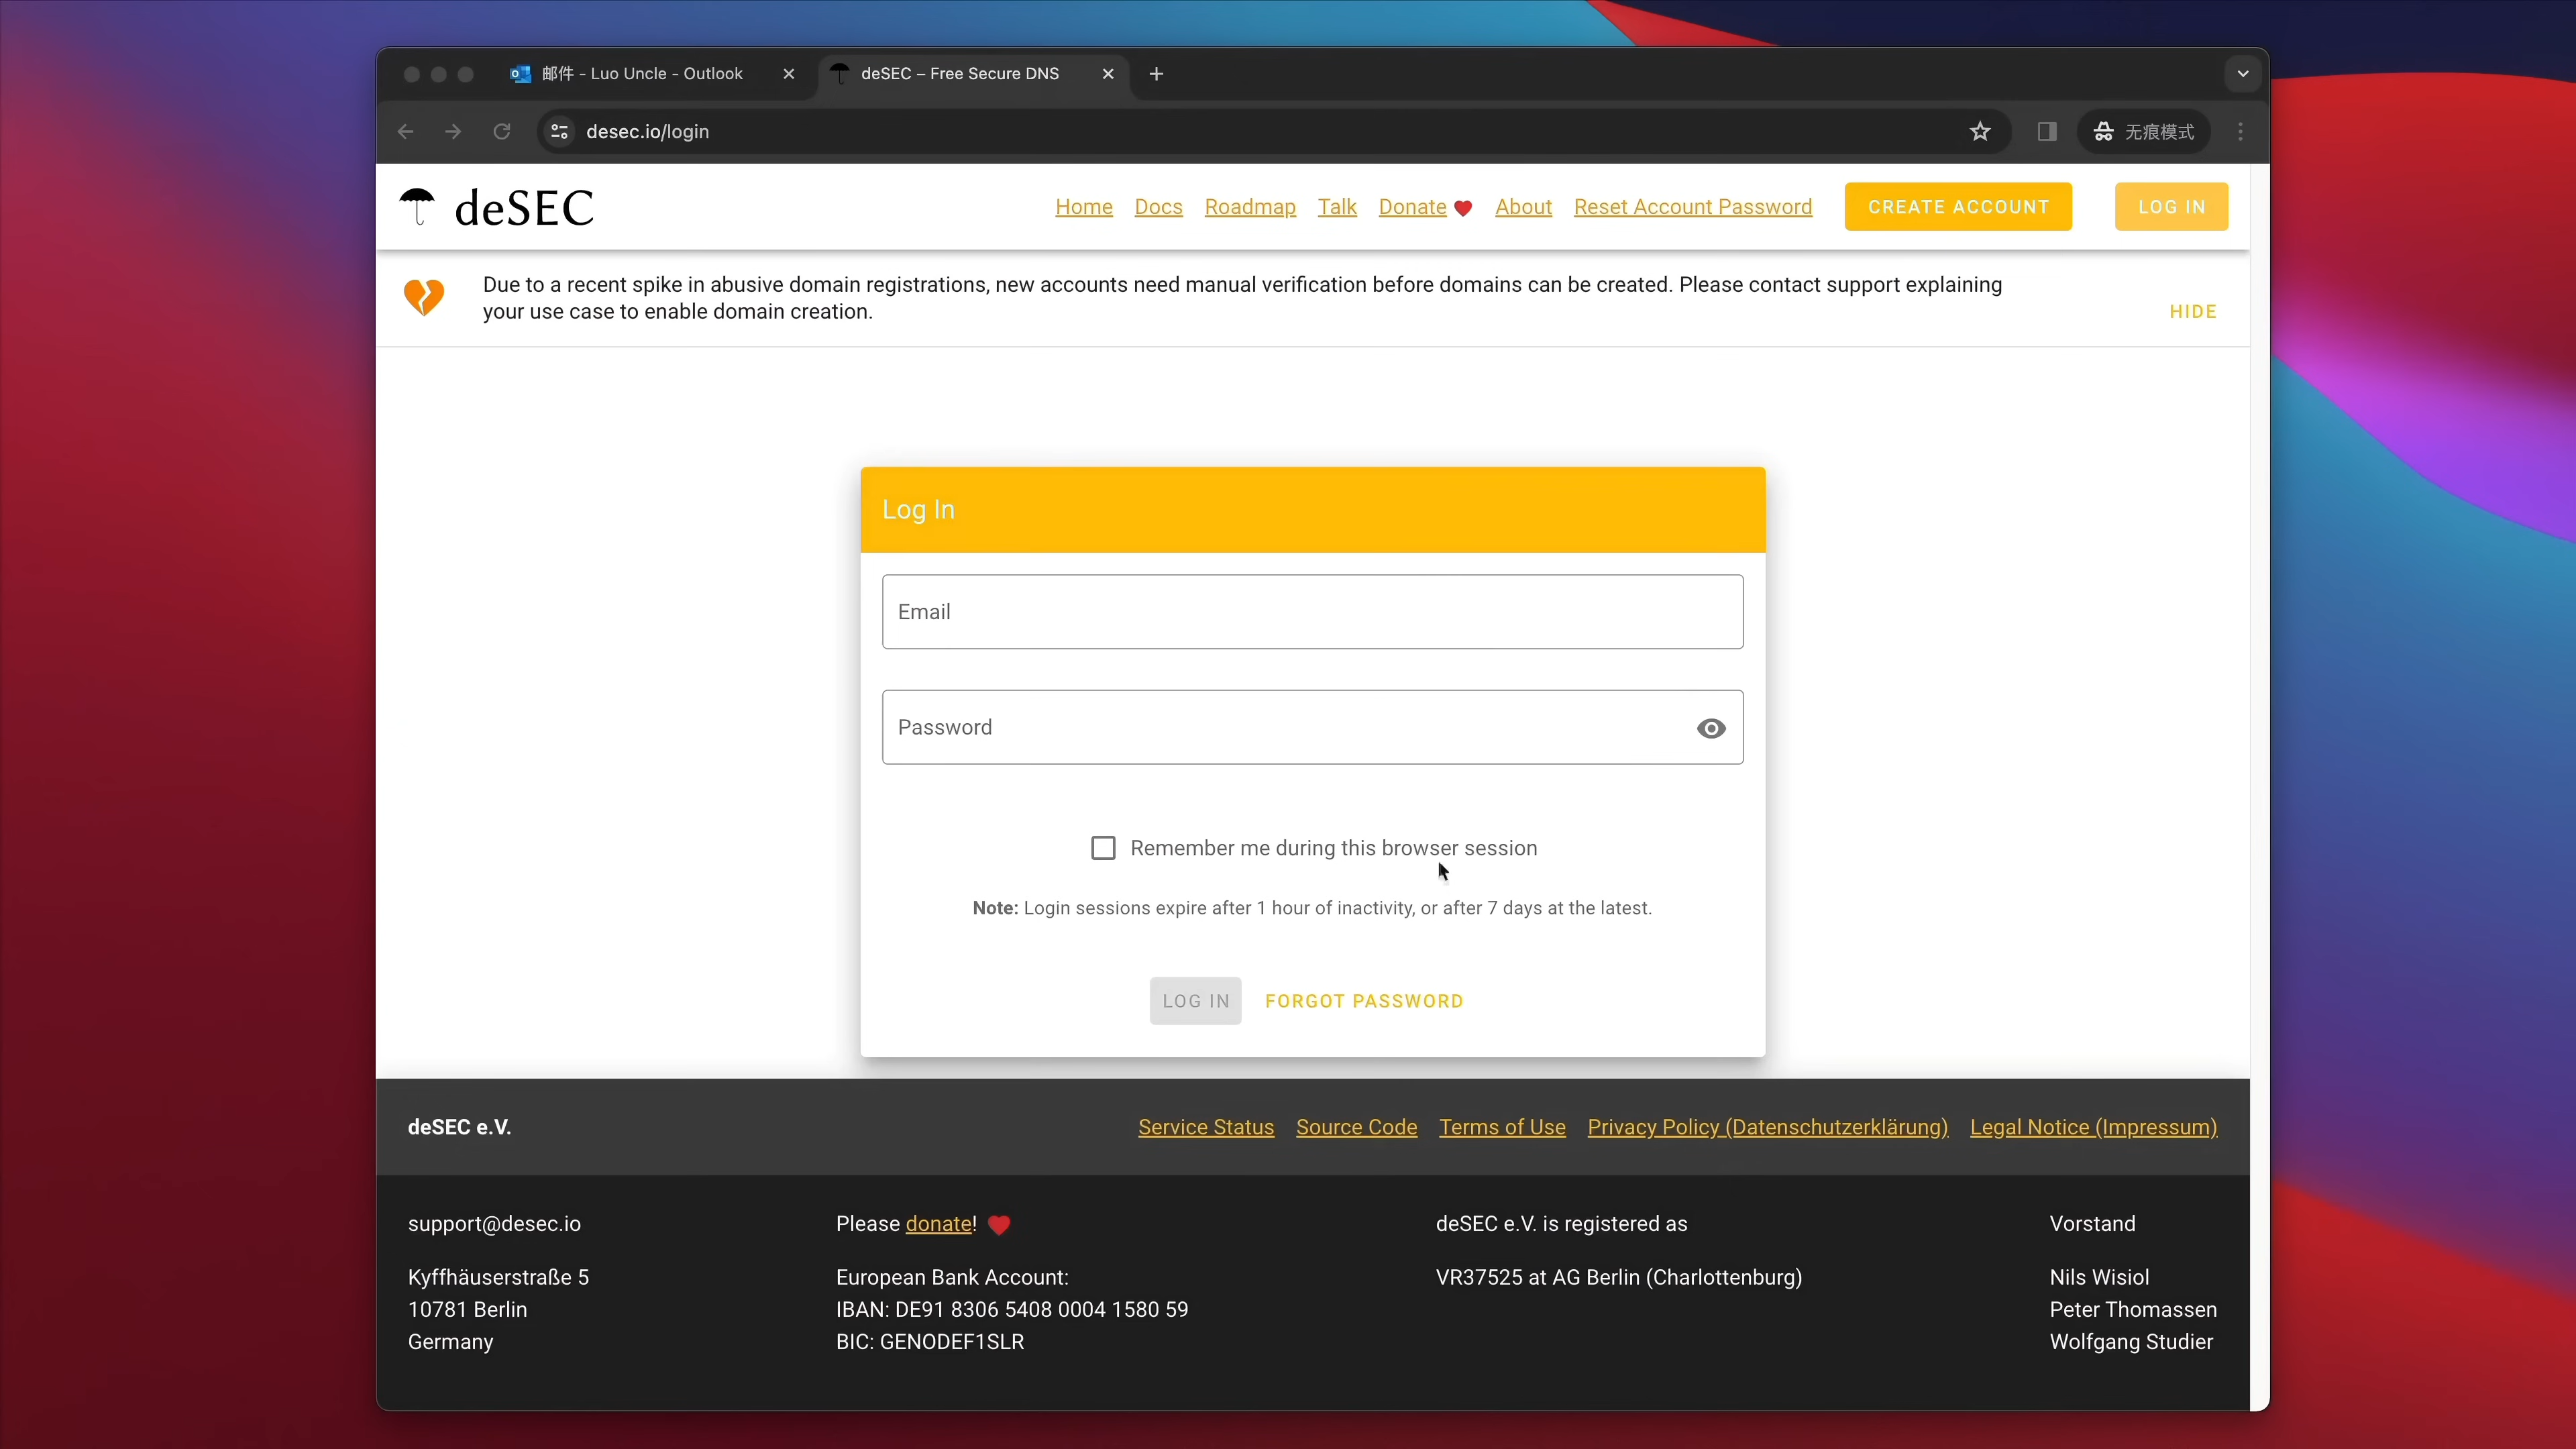 邮件 - Luo Uncle - Outlook
deSEC – Free Secure DNS
desec.io/login
无痕模式
deSEC
Home Docs Roadmap Talk Donate About Reset Account Password CREATE ACCOUNT LOG IN
Due to a recent spike in abusive domain registrations, new accounts need manual verification before domains can be created. Please contact support explaining
your use case to enable domain creation.
HIDE
Log In
Email
Password
Remember me during this browser session
Note: Login sessions expire after 1 hour of inactivity, or after 7 days at the latest.
LOG IN FORGOT PASSWORD
deSEC e.V.
Service Status Source Code Terms of Use Privacy Policy (Datenschutzerklärung) Legal Notice (Impressum)
support@desec.io
Kyffhäuserstraße 5
10781 Berlin
Germany
Please donate!
European Bank Account:
IBAN: DE91 8306 5408 0004 1580 59
BIC: GENODEF1SLR
deSEC e.V. is registered as
VR37525 at AG Berlin (Charlottenburg)
Vorstand
Nils Wisiol
Peter Thomassen
Wolfgang Studier